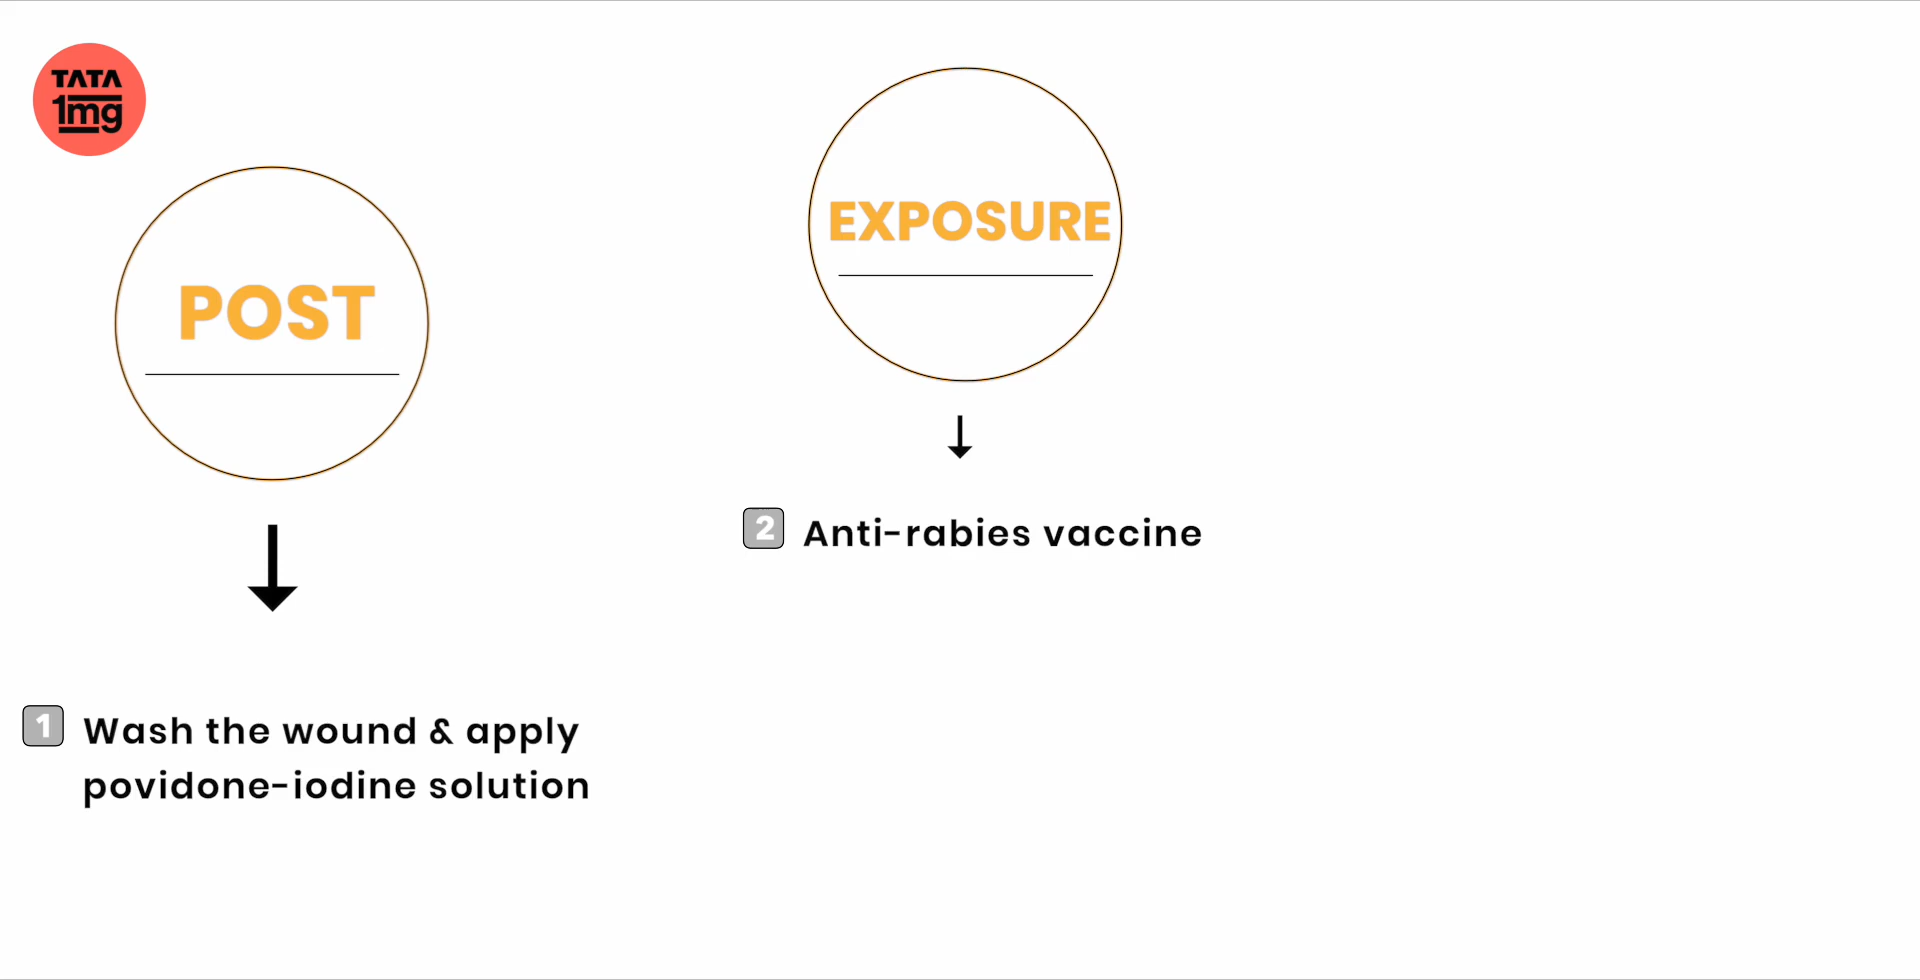 TATA
1mg
POST
EXPOSURE
1 Wash the wound & apply
povidone-iodine solution
2 Anti-rabies vaccine